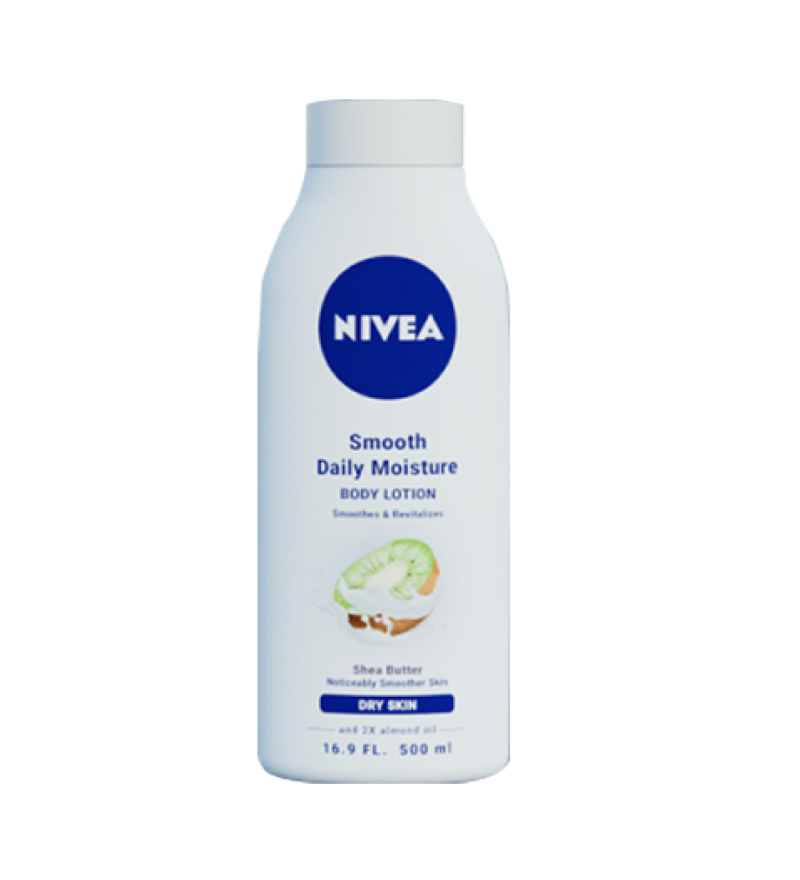 NIVEA
Smooth
Daily Moisture
BODY LOTION
Smoothes & Revitalizes
Shea Butter
Noticeably Smoother Skin
DRY SKIN
and 2X almond oil
16.9 FL. 500 ml